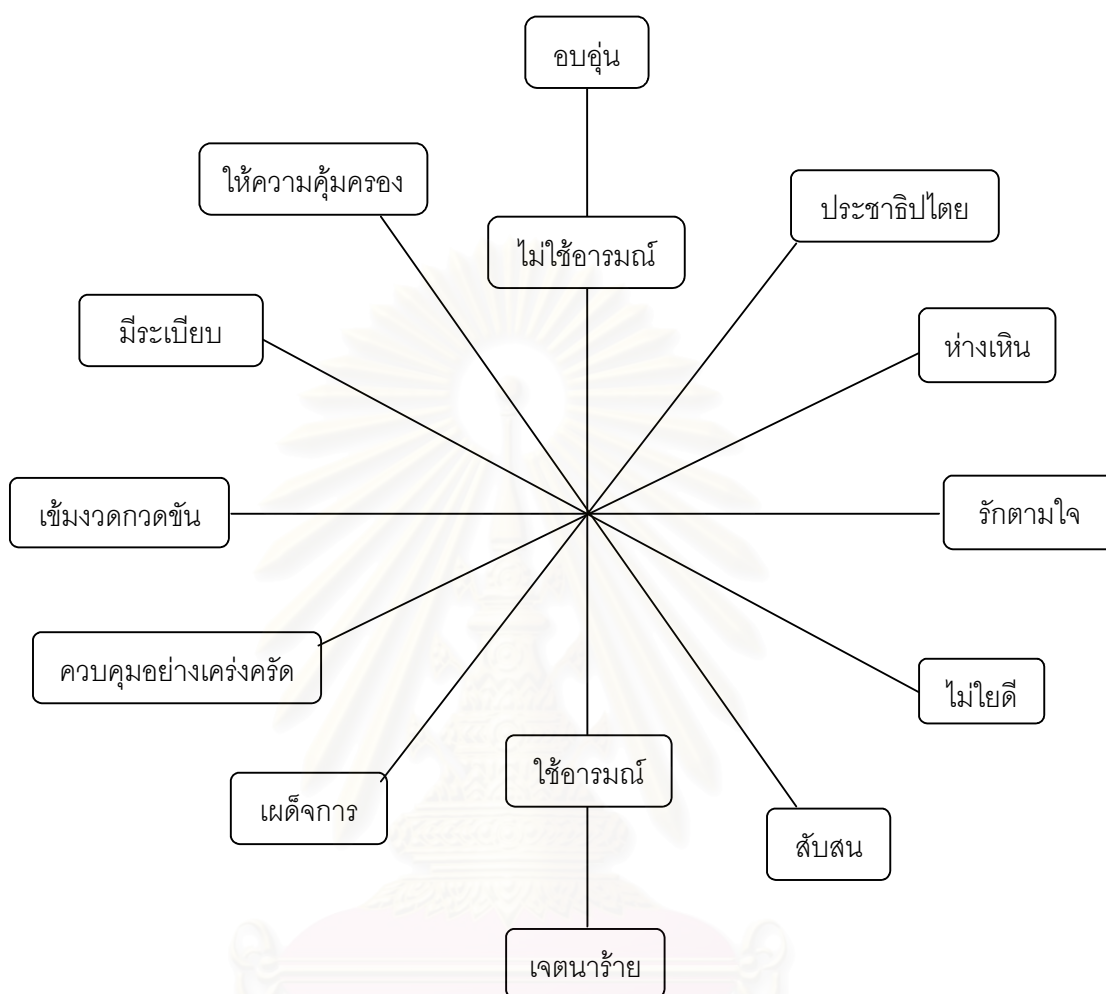 อบอุ่น
ให้ความคุ้มครอง
ประชาธิปไตย
ไม่ใช้อารมณ์
มีระเบียบ
ห่างเหิน
เข้มงวดกวดขัน
รักตามใจ
ควบคุมอย่างเคร่งครัด
ไม่ใยดี
ใช้อารมณ์
เผด็จการ
สับสน
เจตนาร้าย